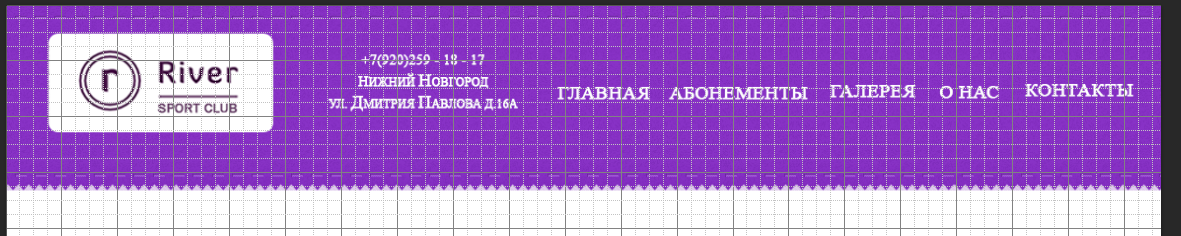 r
River
SPORT CLUB
+7(920)259 - 18 - 17
Нижний Новгород
ул. Дмитрия Павлова д.16а
ГЛАВНАЯ АБОНЕМЕНТЫ ГАЛЕРЕЯ О НАС КОНТАКТЫ